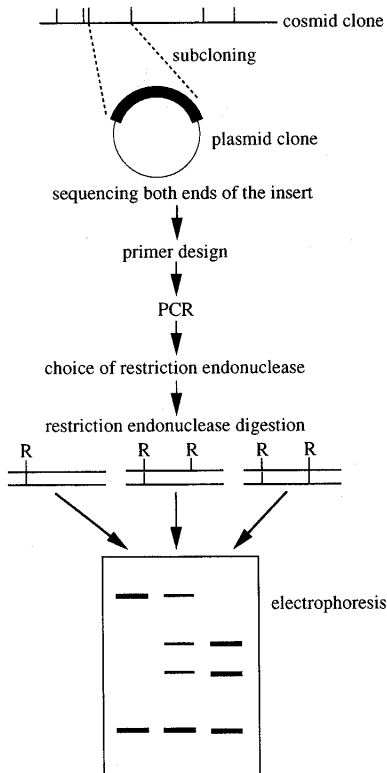 cosmid clone
subcloning
plasmid clone
sequencing both ends of the insert
primer design
PCR
choice of restriction endonuclease
restriction endonuclease digestion
R R R R R
electrophoresis